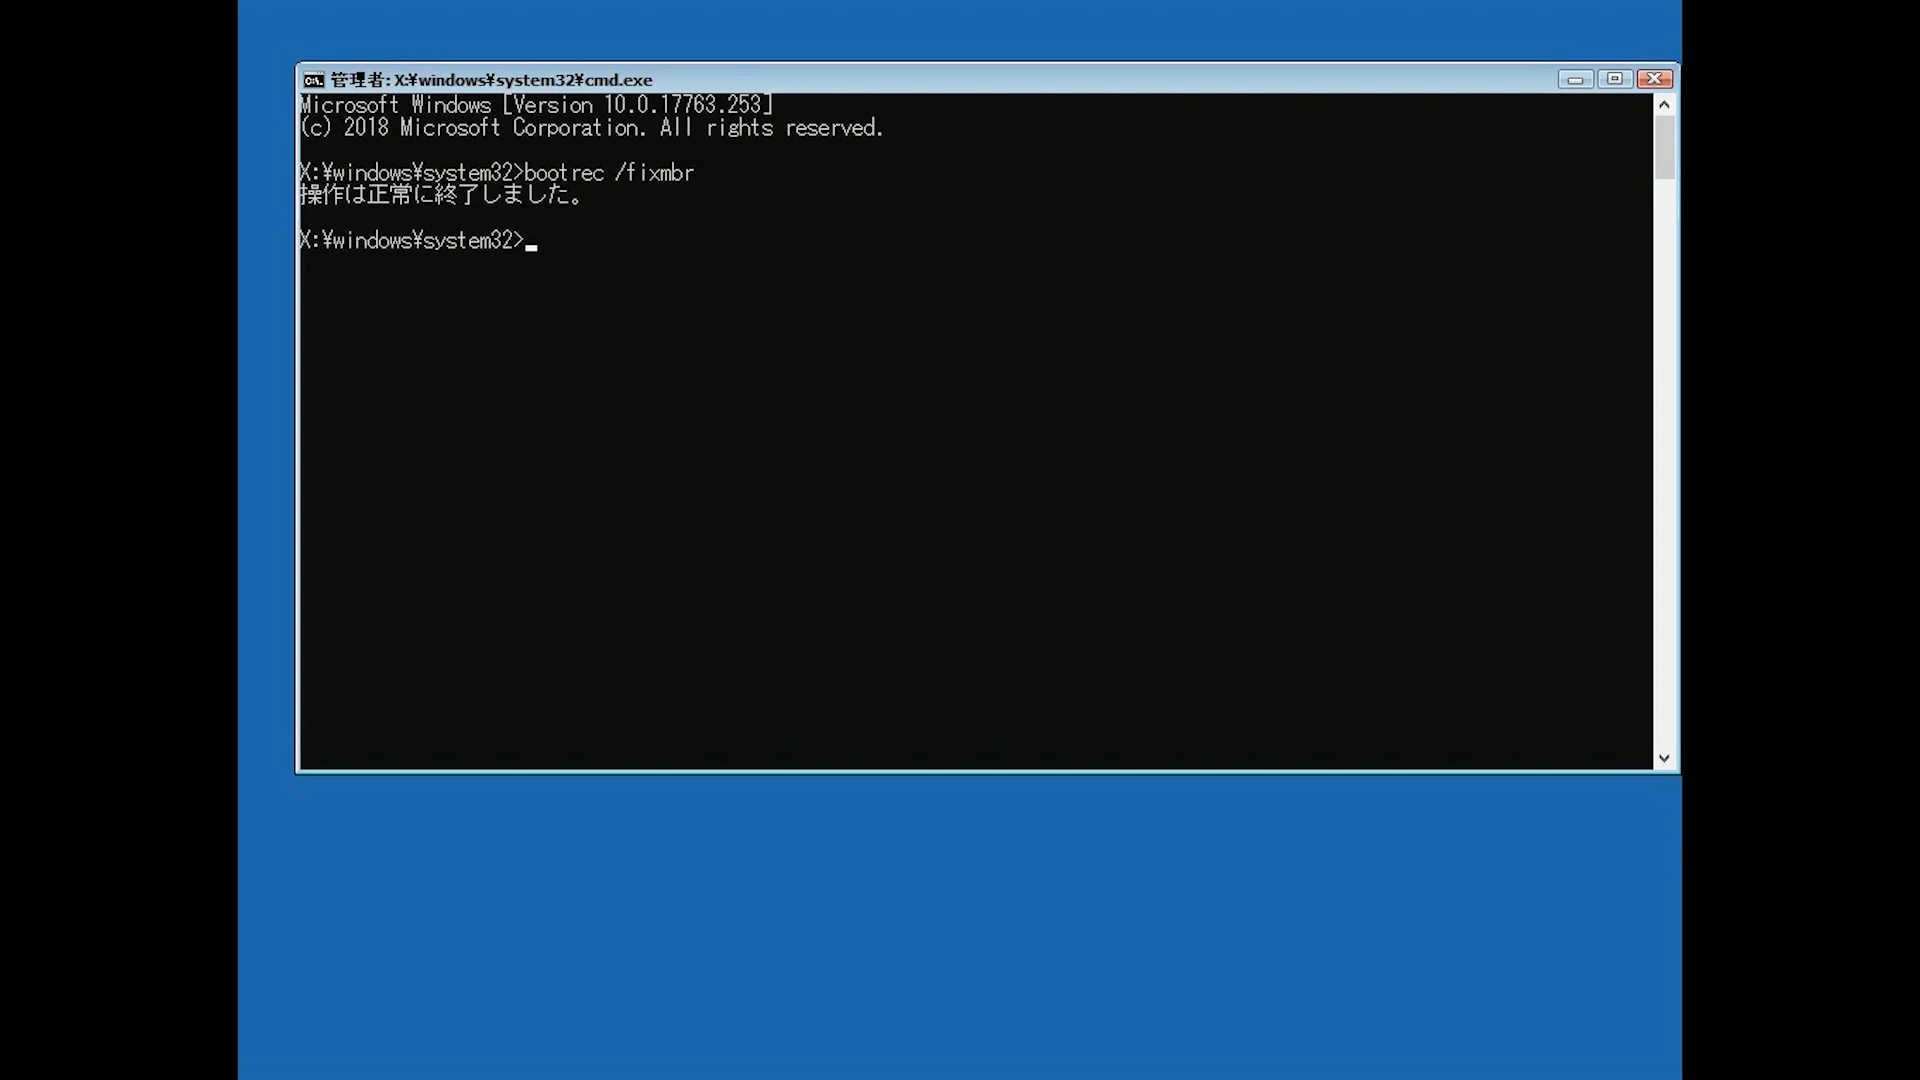 管理者: X:¥windows¥system32¥cmd.exe
Microsoft Windows [Version 10.0.17763.253]
(c) 2018 Microsoft Corporation. All rights reserved.
X:¥windows¥system32>bootrec /fixmbr
操作は正常に終了しました。
X:¥windows¥system32>